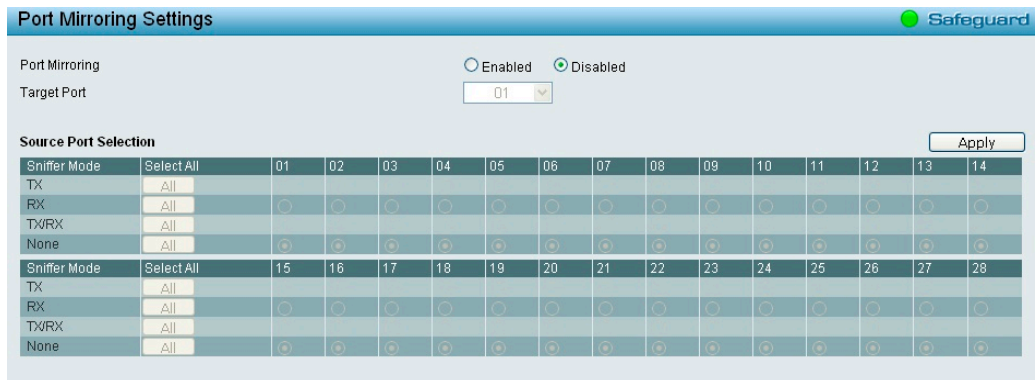 Port Mirroring Settings Safeguard
Port Mirroring Enabled Disabled
Target Port 01
Source Port Selection Apply
Sniffer Mode Select All 01 02 03 04 05 06 07 08 09 10 11 12 13 14
TX All
RX All
TX/RX All
None All
Sniffer Mode Select All 15 16 17 18 19 20 21 22 23 24 25 26 27 28
TX All
RX All
TX/RX All
None All